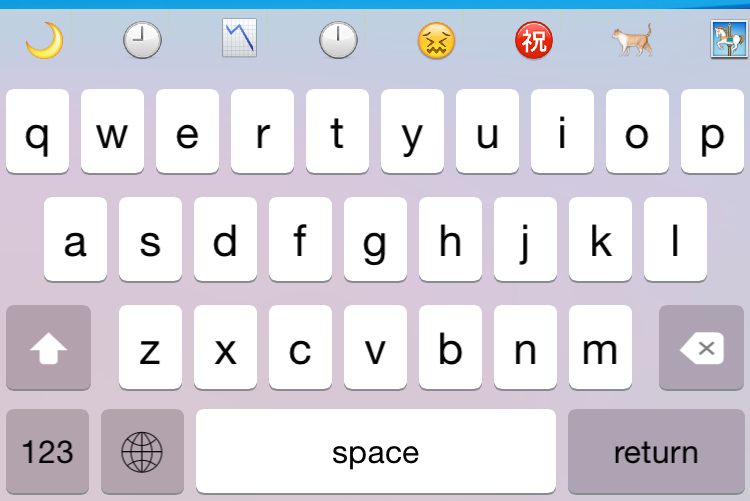 祝
q w e r t y u i o p
a s d f g h j k l
z x c v b n m
123 space return